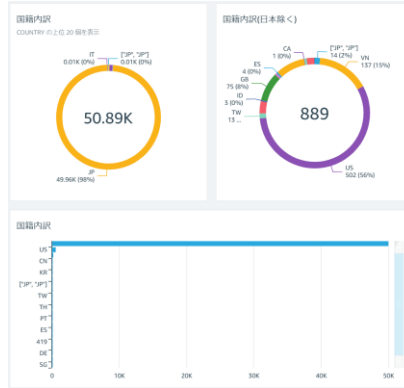 国籍内訳
COUNTRY の上位 20 個を表示
IT
0.01K (0%)
["JP", "JP"]
0.01K (0%)
50.89K
JP
49.96K (98%)
国籍内訳(日本除く)
CA
1 (0%)
["JP", "JP"]
14 (2%)
ES
4 (0%)
VN
137 (15%)
GB
75 (8%)
ID
3 (0%)
TW
13 ...
889
US
502 (56%)
国籍内訳
US
CN
KR
["JP", "JP"]
TW
TH
PT
ES
419
DE
SG
0
10K
20K
30K
40K
50K